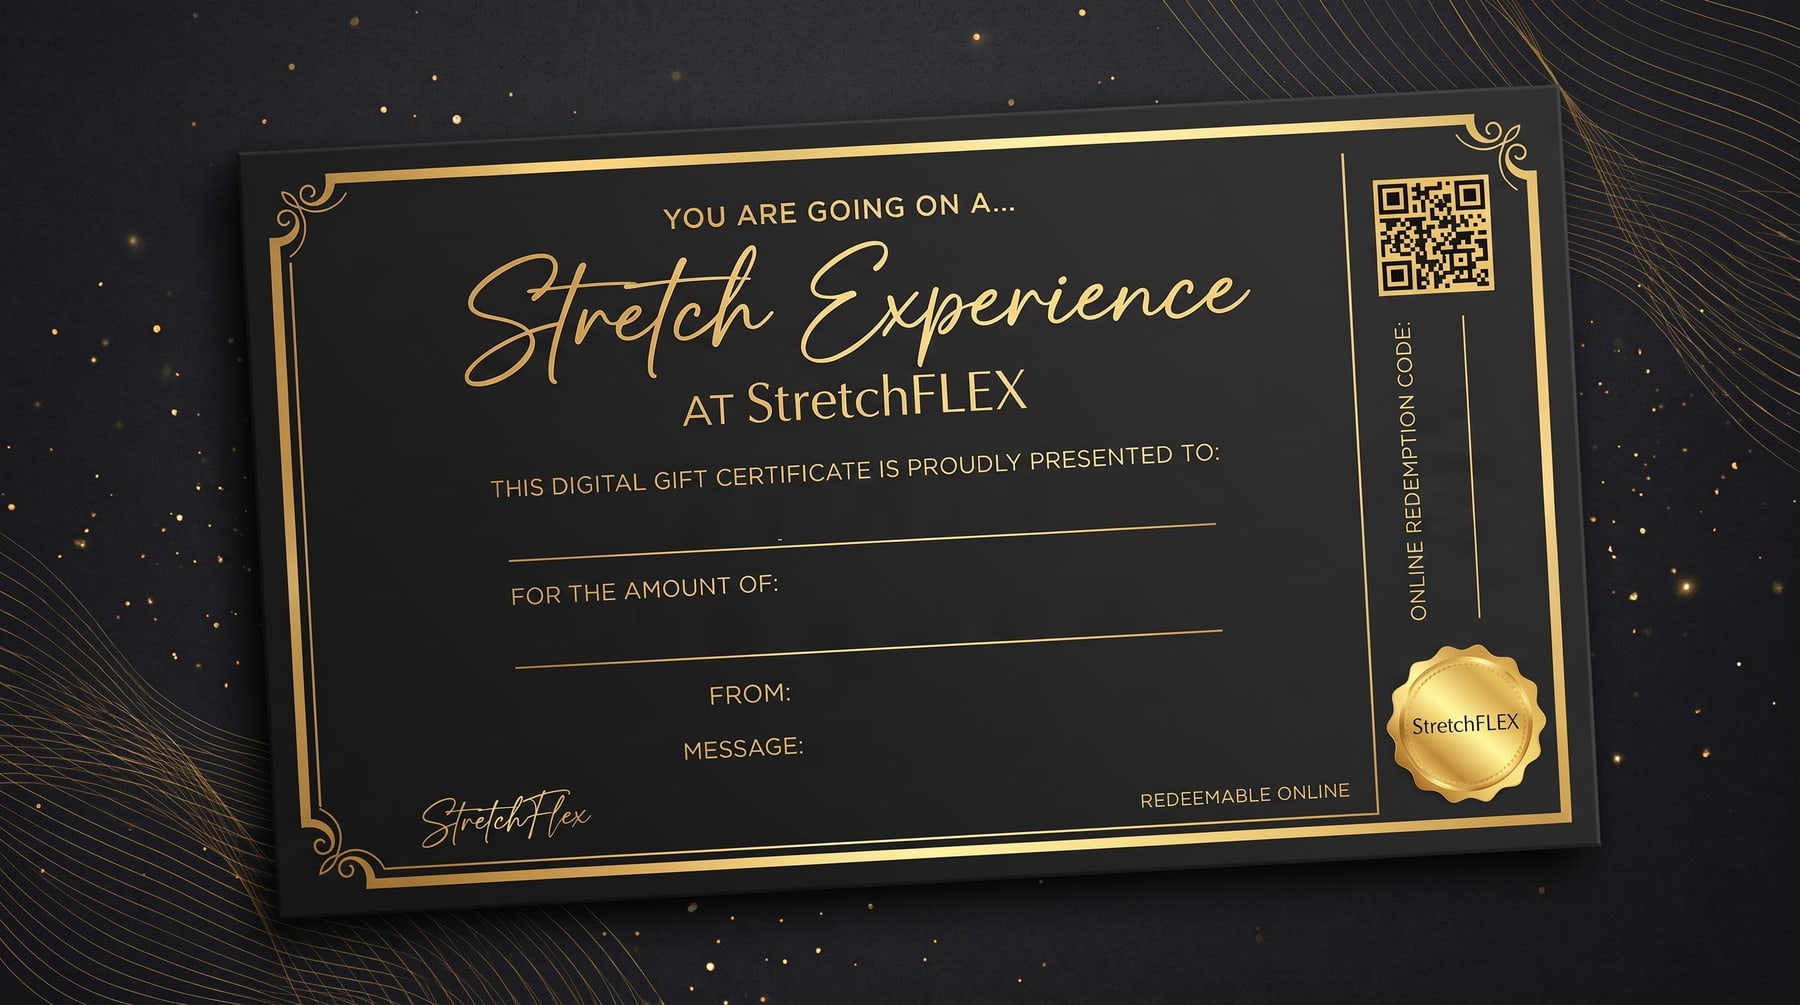 YOU ARE GOING ON A...
Stretch Experience
AT StretchFLEX
THIS DIGITAL GIFT CERTIFICATE IS PROUDLY PRESENTED TO:
FOR THE AMOUNT OF:
FROM:
MESSAGE:
StretchFlex
REDEEMABLE ONLINE
ONLINE REDEMPTION CODE:
StretchFLEX